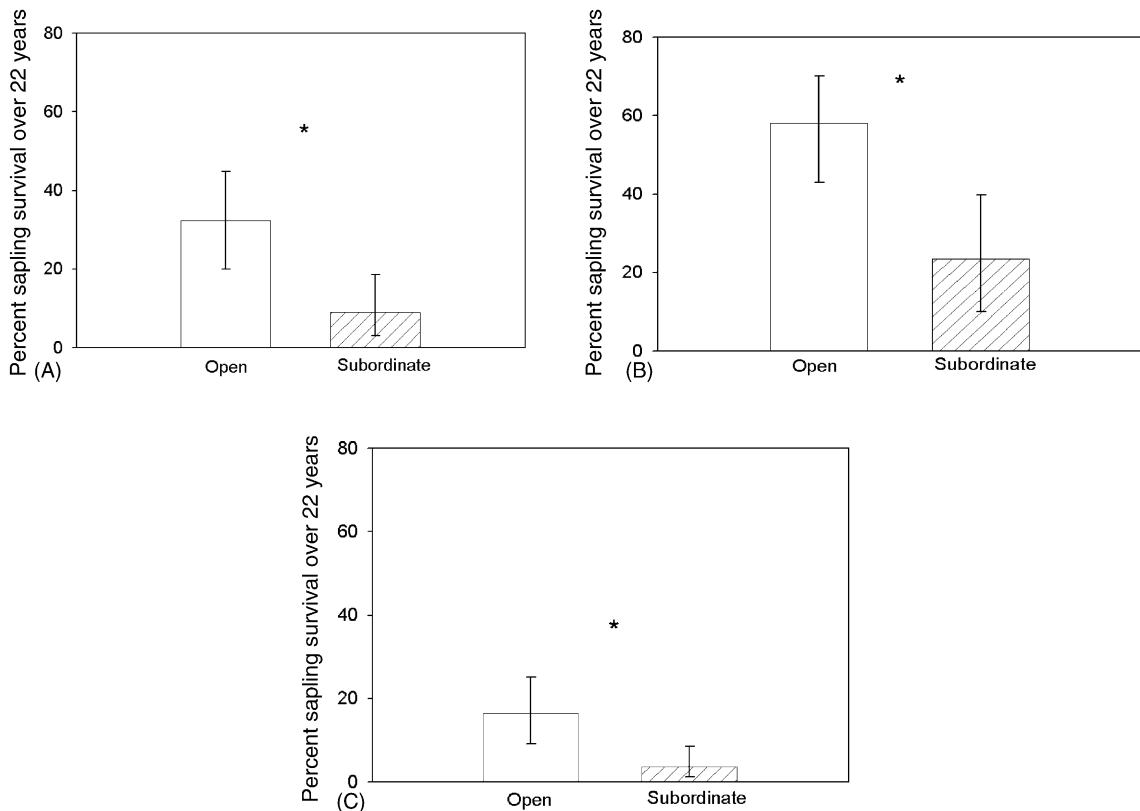 Percent sapling survival over 22 years
80
60
40
20
0
*
Open Subordinate
(A)
Percent sapling survival over 22 years
80
60
40
20
0
*
Open Subordinate
(B)
Percent sapling survival over 22 years
80
60
40
20
0
*
Open Subordinate
(C)